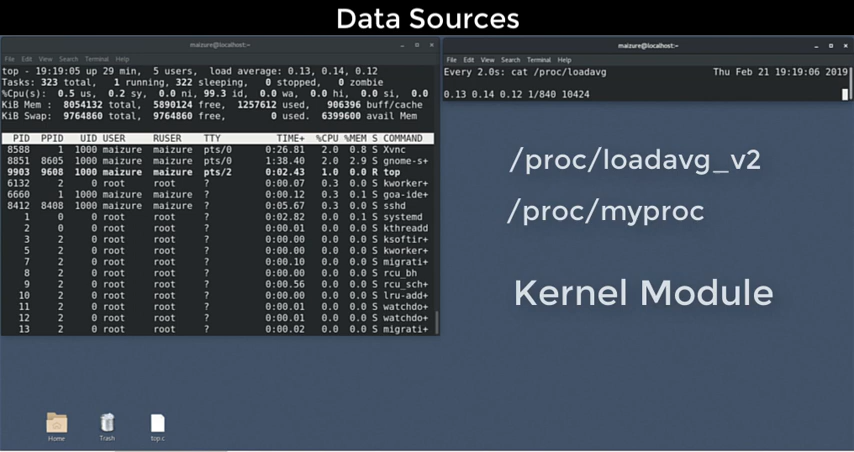 Data Sources
maizure@localhost:~
File Edit View Search Terminal Help
top - 19:19:05 up 29 min, 5 users, load average: 0.13, 0.14, 0.12
Tasks: 323 total, 1 running, 322 sleeping, 0 stopped, 0 zombie
%Cpu(s): 0.5 us, 0.2 sy, 0.0 ni, 99.3 id, 0.0 wa, 0.0 hi, 0.0 si, 0.0
KiB Mem : 8054132 total, 5890124 free, 1257612 used, 906396 buff/cache
KiB Swap: 9764860 total, 9764860 free, 0 used. 6399600 avail Mem
PID PPID UID USER RUSER TTY TIME+ %CPU %MEM S COMMAND
8588 1 1000 maizure maizure pts/0 0:26.81 2.0 0.8 S Xvnc
8851 8605 1000 maizure maizure pts/0 1:38.40 2.0 2.9 S gnome-s+
9903 9608 1000 maizure maizure pts/2 0:02.43 1.0 0.0 R top
6132 2 0 root root ? 0:00.07 0.3 0.0 S kworker+
6660 1 1000 maizure maizure ? 0:00.12 0.3 0.1 S goa-ide+
8412 8408 1000 maizure maizure ? 0:05.67 0.3 0.0 S sshd
1 0 0 root root ? 0:02.82 0.0 0.1 S systemd
2 0 0 root root ? 0:00.01 0.0 0.0 S kthreadd
3 2 0 root root ? 0:00.00 0.0 0.0 S ksoftir+
5 2 0 root root ? 0:00.00 0.0 0.0 S kworker+
7 2 0 root root ? 0:00.10 0.0 0.0 S migrati+
8 2 0 root root ? 0:00.00 0.0 0.0 S rcu_bh
9 2 0 root root ? 0:00.56 0.0 0.0 S rcu_sch+
10 2 0 root root ? 0:00.00 0.0 0.0 S lru-add+
11 2 0 root root ? 0:00.01 0.0 0.0 S watchdo+
12 2 0 root root ? 0:00.01 0.0 0.0 S watchdo+
13 2 0 root root ? 0:00.02 0.0 0.0 S migrati+
maizure@localhost:~
File Edit View Search Terminal Help
Every 2.0s: cat /proc/loadavg Thu Feb 21 19:19:06 2019
0.13 0.14 0.12 1/840 10424
/proc/loadavg_v2
/proc/myproc
Kernel Module
Home Trash top.c